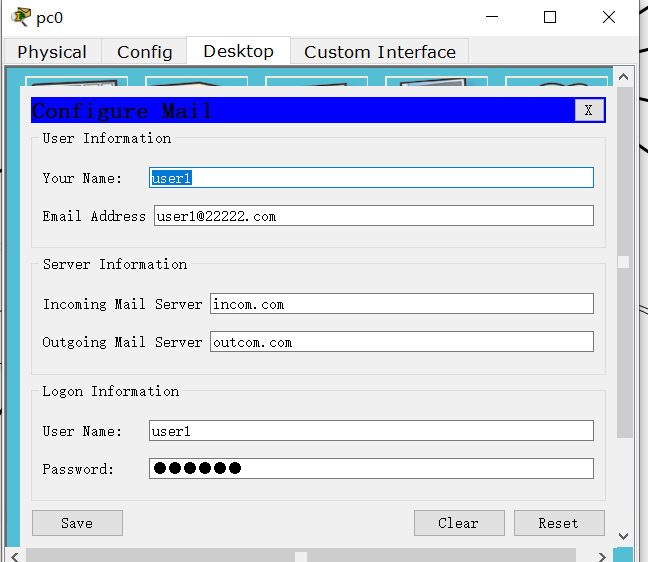 pc0
Physical Config Desktop Custom Interface
Configure Mail X
User Information
Your Name: user1
Email Address user1@22222.com
Server Information
Incoming Mail Server incom.com
Outgoing Mail Server outcom.com
Logon Information
User Name: user1
Password: ●●●●●●
Save Clear Reset